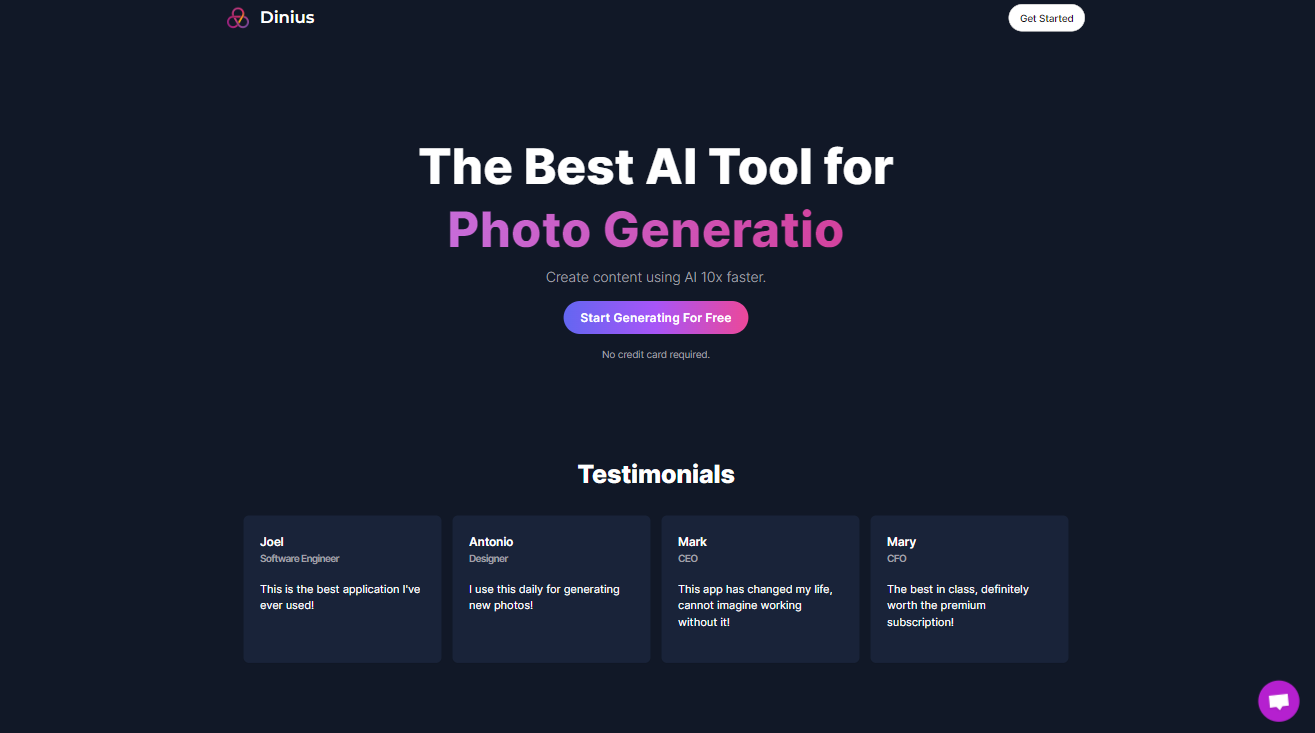 Dinius
Get Started
The Best AI Tool for
Photo Generatio
Create content using AI 10x faster.
Start Generating For Free
No credit card required.
Testimonials
Joel
Software Engineer
This is the best application I've
ever used!
Antonio
Designer
I use this daily for generating
new photos!
Mark
CEO
This app has changed my life,
cannot imagine working
without it!
Mary
CFO
The best in class, definitely
worth the premium
subscription!